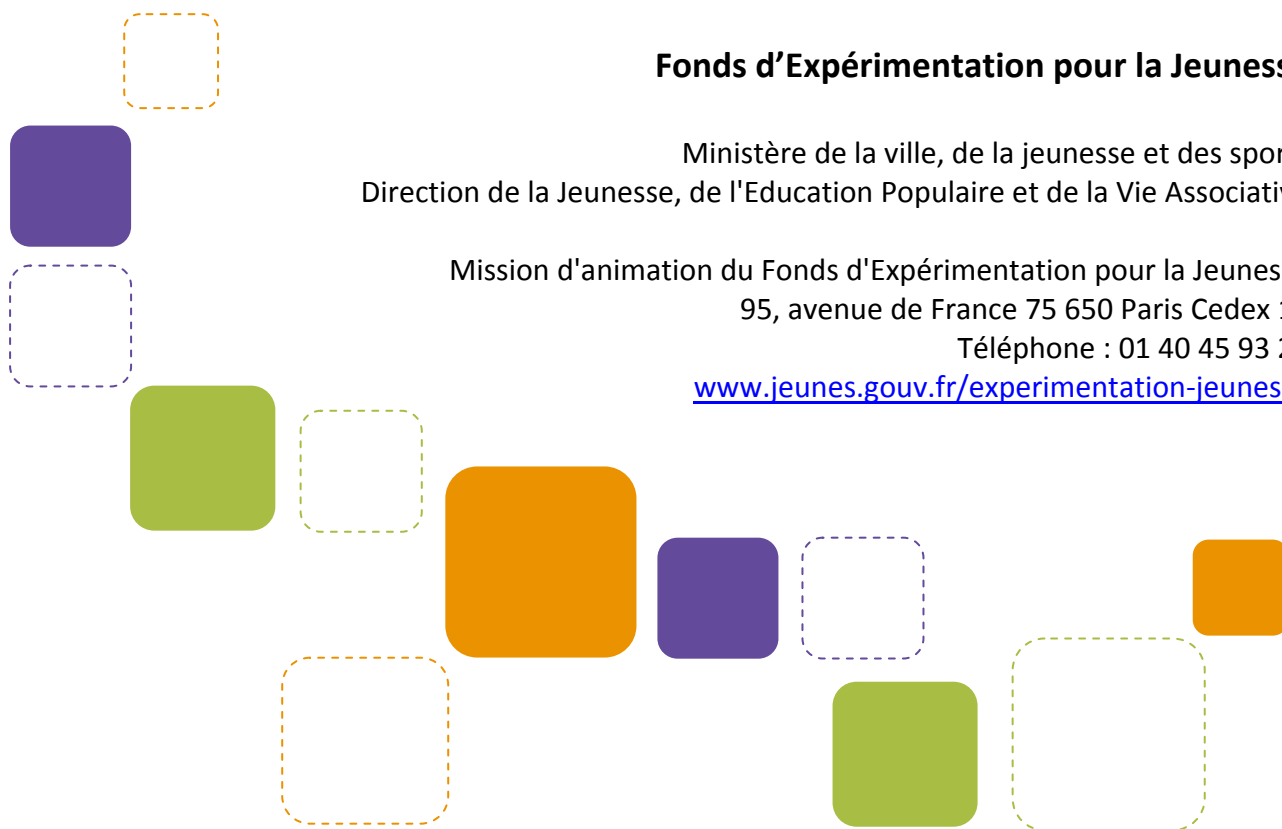 Fonds d’Expérimentation pour la Jeuness
Ministère de la ville, de la jeunesse et des spor
Direction de la Jeunesse, de l'Education Populaire et de la Vie Associativ
Mission d'animation du Fonds d'Expérimentation pour la Jeuness
95, avenue de France 75 650 Paris Cedex 1
Téléphone : 01 40 45 93 2
www.jeunes.gouv.fr/experimentation-jeuness